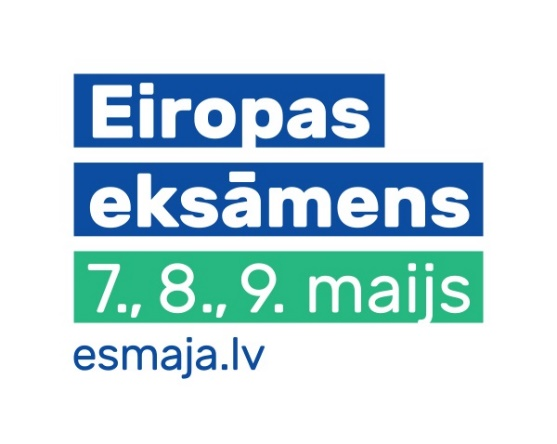 Eiropas
eksāmens
7., 8., 9. maijs
esmaja.lv